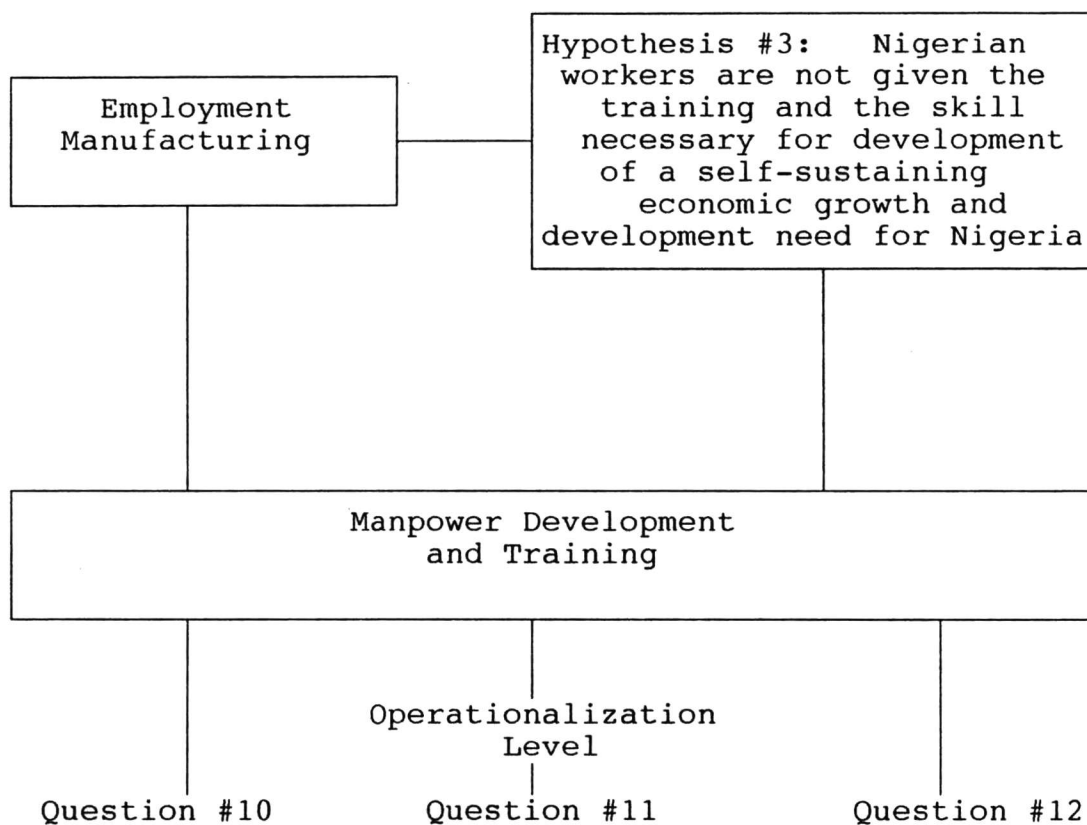 Employment
Manufacturing
Hypothesis #3: Nigerian
workers are not given the
training and the skill
necessary for development
of a self-sustaining
economic growth and
development need for Nigeria
Manpower Development
and Training
Operationalization
Level
Question #10 Question #11 Question #12